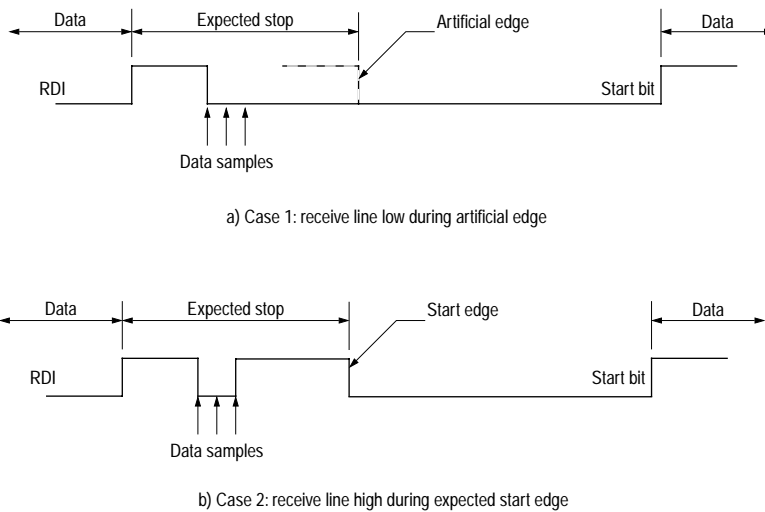 Data
Expected stop
Artificial edge
Data
RDI
Start bit
Data samples
a) Case 1: receive line low during artificial edge
Data
Expected stop
Start edge
Data
RDI
Start bit
Data samples
b) Case 2: receive line high during expected start edge